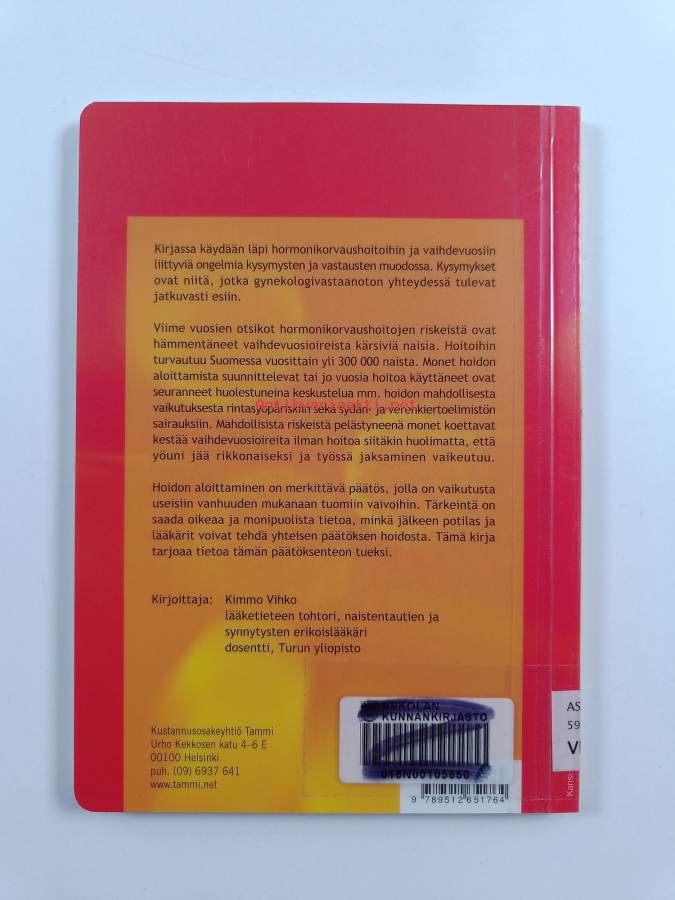 Kirjassa käydään läpi hormonikorvaushoitoihin ja vaihdevuosiin
liittyviä ongelmia kysymysten ja vastausten muodossa. Kysymykset
ovat niitä, jotka gynekologivastaanoton yhteydessä tulevat
jatkuvasti esiin.
Viime vuosien otsikot hormonikorvaushoitojen riskeistä ovat
hämmentäneet vaihdevuosioireista kärsiviä naisia. Hoitoihin
turvautuu Suomessa vuosittain yli 300 000 naista. Monet hoidon
aloittamista suunnittelevat tai jo vuosia hoitoa käyttäneet ovat
seuranneet huolestuneina keskustelua mm. hoidon mahdollisesta
vaikutuksesta rintasyöpäriskiin sekä sydän- ja verenkiertoelimistön
sairauksiin. Mahdollisista riskeistä pelästyneenä monet koettavat
kestää vaihdevuosioireita ilman hoitoa siitäkin huolimatta, että
yöuni jää rikkonaiseksi ja työssä jaksaminen vaikeutuu.
Hoidon aloittaminen on merkittävä päätös, jolla on vaikutusta
useisiin vanhuuden mukanaan tuomiin vaivoihin. Tärkeintä on
saada oikeaa ja monipuolista tietoa, minkä jälkeen potilas ja
lääkärit voivat tehdä yhteisen päätöksen hoidosta. Tämä kirja
tarjoaa tietoa tämän päätöksenteon tueksi.
Kirjoittaja: Kimmo Vihko
lääketieteen tohtori, naistentautien ja
synnytysten erikoislääkäri
dosentti, Turun yliopisto
Kustannusosakeyhtiö Tammi
Urho Kekkosen katu 4–6 E
00100 Helsinki
puh. (09) 6937 641
www.tammi.net
ASKOLAN
KUNNANKIRJASTO
018N00105850
9 789512 651764
AS
59
Kansi